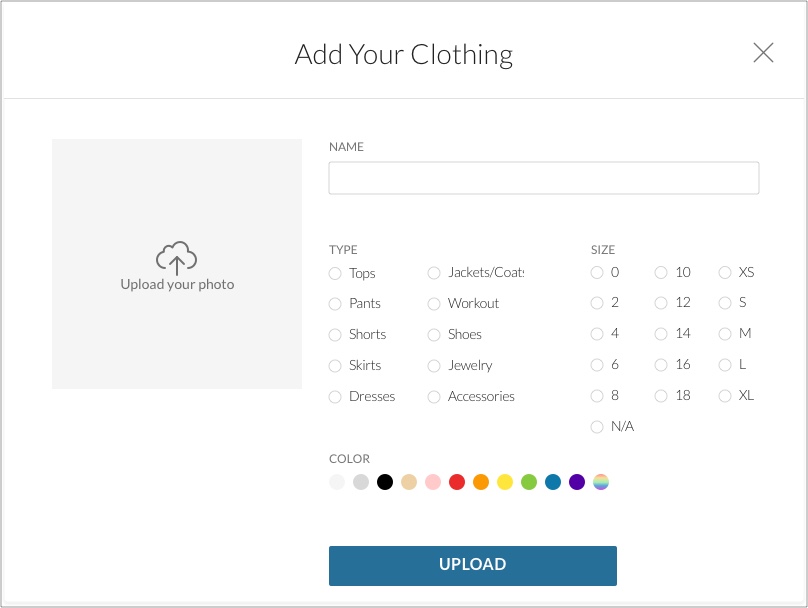 Add Your Clothing
NAME
Upload your photo
TYPE
Tops
Pants
Shorts
Skirts
Dresses
Jackets/Coats
Workout
Shoes
Jewelry
Accessories
SIZE
0
2
4
6
8
N/A
10
12
14
16
18
XS
S
M
L
XL
COLOR
UPLOAD